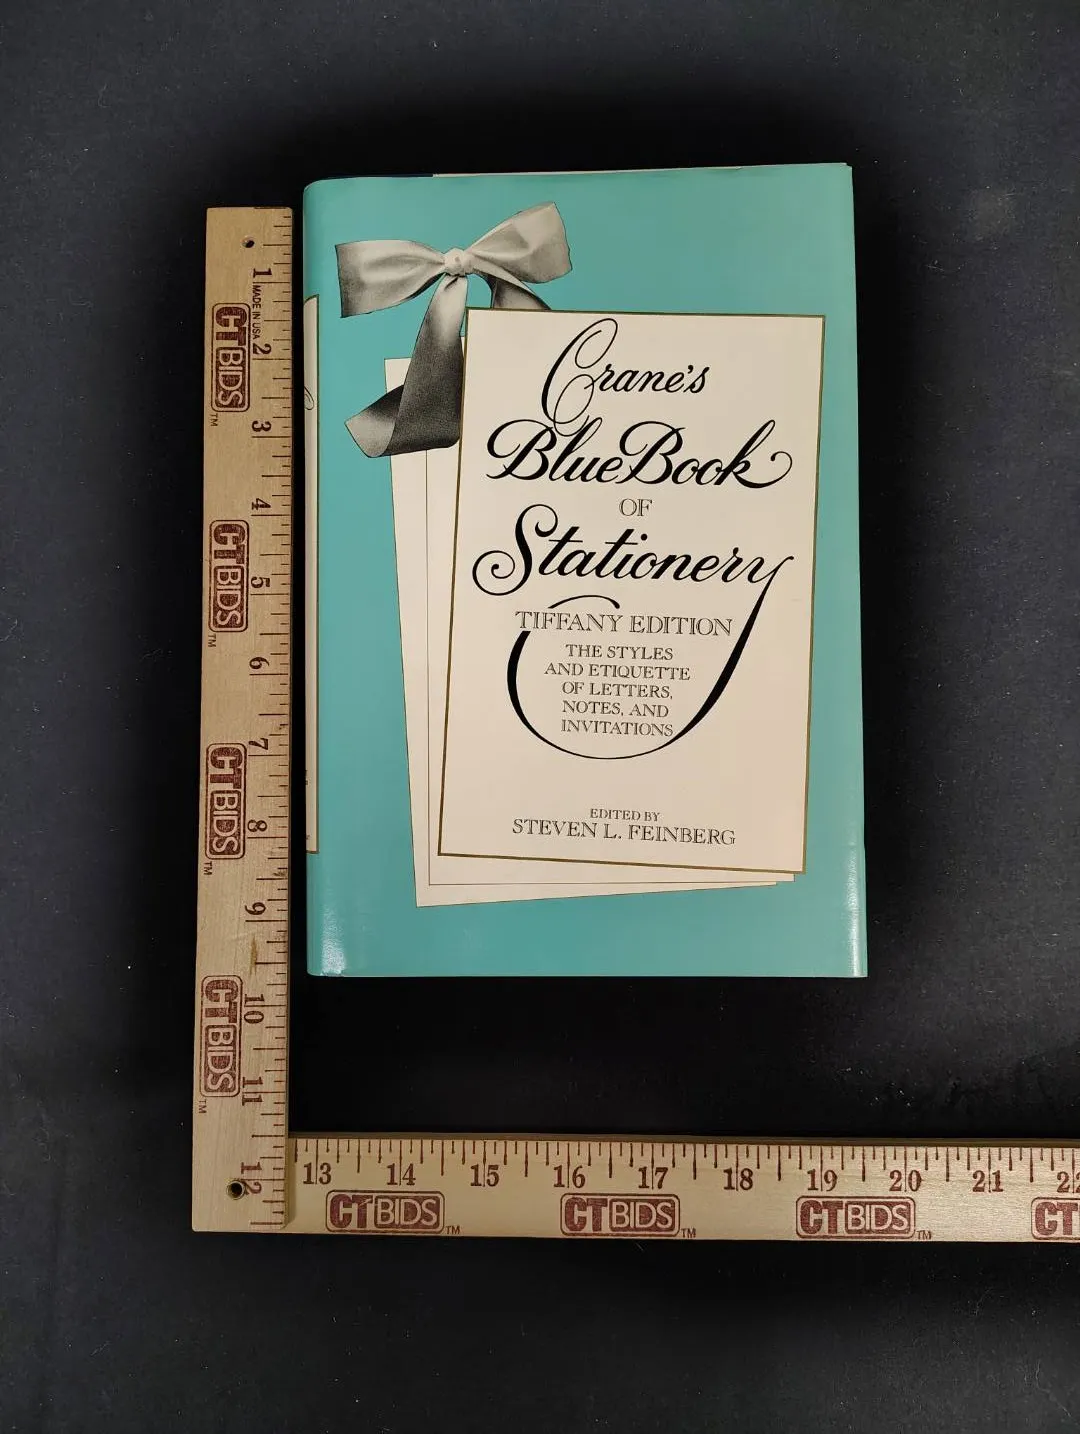 Crane's
Blue Book
OF
Stationery
TIFFANY EDITION
THE STYLES
AND ETIQUETTE
OF LETTERS,
NOTES, AND
INVITATIONS
EDITED BY
STEVEN L. FEINBERG
1 2 3 4 5 6 7 8 9 10 11 12
MADE IN USA
CTBIDS TM
CTBIDS TM
CTBIDS TM
CTBIDS TM
13 14 15 16 17 18 19 20 21 22
CTBIDS TM
CTBIDS TM
CTBIDS TM
CT